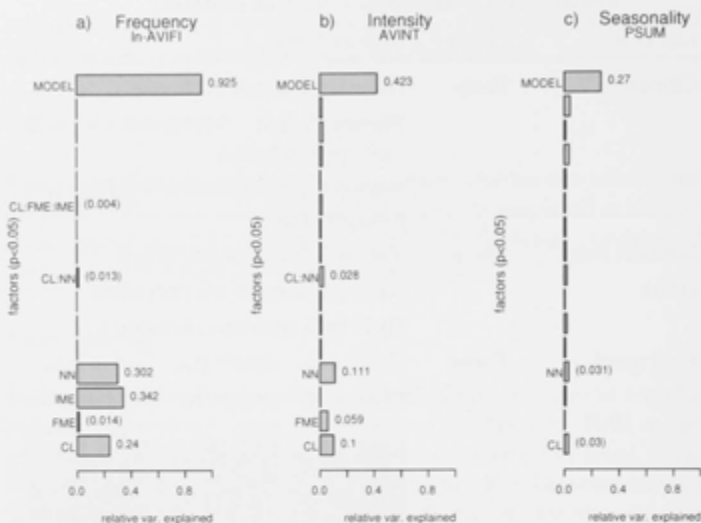 a) Frequency
ln-AVIFI
MODEL 0.925
CL:FME:IME (0.004)
CL:NN (0.013)
NN 0.302
IME 0.342
FME (0.014)
CL 0.24
factors (p<0.05)
0.0 0.4 0.8
relative var. explained
b) Intensity
AVINT
MODEL 0.423
CL:NN 0.028
NN 0.111
FME 0.059
CL 0.1
factors (p<0.05)
0.0 0.4 0.8
relative var. explained
c) Seasonality
PSUM
MODEL 0.27
NN (0.031)
CL (0.03)
factors (p<0.05)
0.0 0.4 0.8
relative var. explained